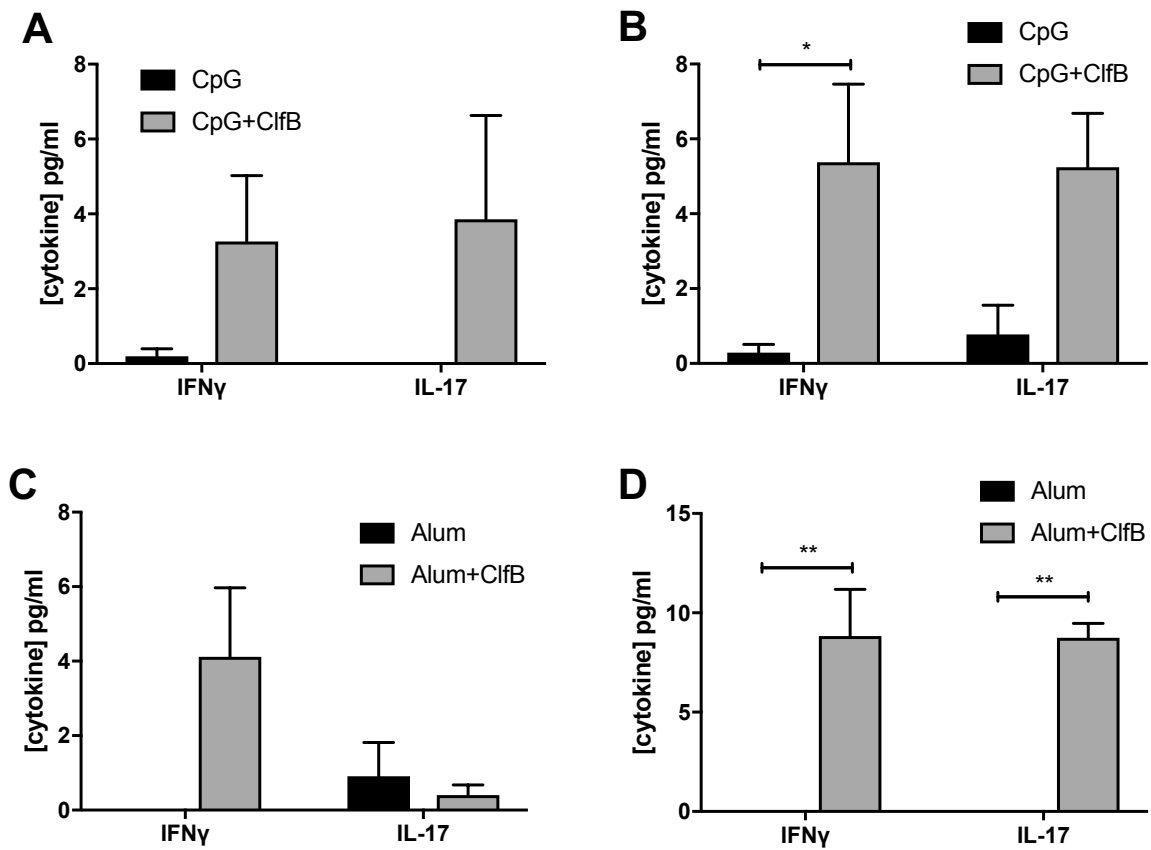 A
8
6
4
2
0
[cytokine] pg/ml
CpG
CpG+ClfB
IFNγ
IL-17
B
8
6
4
2
0
[cytokine] pg/ml
CpG
CpG+ClfB
*
IFNγ
IL-17
C
8
6
4
2
0
[cytokine] pg/ml
Alum
Alum+ClfB
IFNγ
IL-17
D
15
10
5
0
[cytokine] pg/ml
Alum
Alum+ClfB
**
**
IFNγ
IL-17